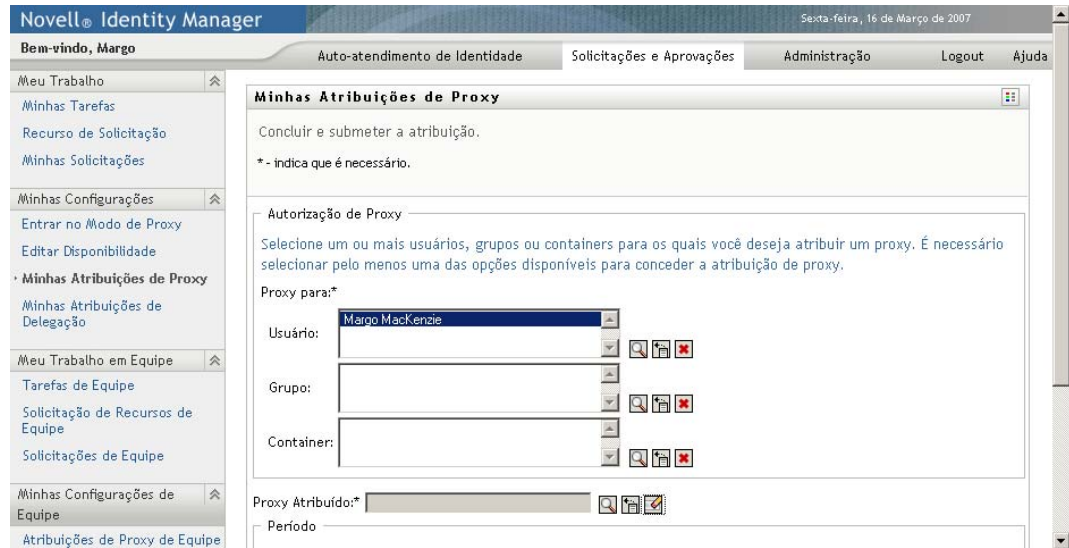 Novell® Identity Manager
Sexta-feira, 16 de Março de 2007
Bem-vindo, Margo
Auto-atendimento de Identidade
Solicitações e Aprovações
Administração
Logout
Ajuda
Meu Trabalho
Minhas Tarefas
Recurso de Solicitação
Minhas Solicitações
Minhas Configurações
Entrar no Modo de Proxy
Editar Disponibilidade
Minhas Atribuições de Proxy
Minhas Atribuições de
Delegação
Meu Trabalho em Equipe
Tarefas de Equipe
Solicitação de Recursos de
Equipe
Solicitações de Equipe
Minhas Configurações de
Equipe
Atribuições de Proxy de Equipe
Minhas Atribuições de Proxy
Concluir e submeter a atribuição.
* - indica que é necessário.
Autorização de Proxy
Selecione um ou mais usuários, grupos ou containers para os quais você deseja atribuir um proxy. É necessário
selecionar pelo menos uma das opções disponíveis para conceder a atribuição de proxy.
Proxy para:*
Usuário:
Margo MacKenzie
Grupo:
Container:
Proxy Atribuído:*
Período